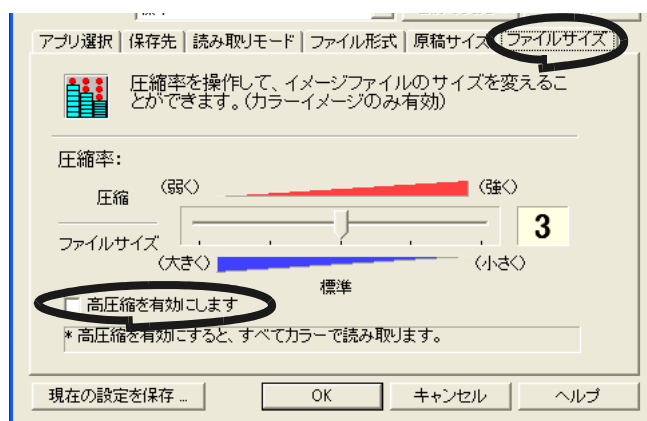 アプリ選択 保存先 読み取りモード ファイル形式 原稿サイズ ファイルサイズ
圧縮率を操作して、イメージファイルのサイズを変えるこ
とができます。(カラーイメージのみ有効)
圧縮率:
圧縮 (弱く) (強く)
3
ファイルサイズ
(大きく) (小さく)
標準
高圧縮を有効にします
* 高圧縮を有効にすると、すべてカラーで読み取ります。
現在の設定を保存 ... OK キャンセル ヘルプ